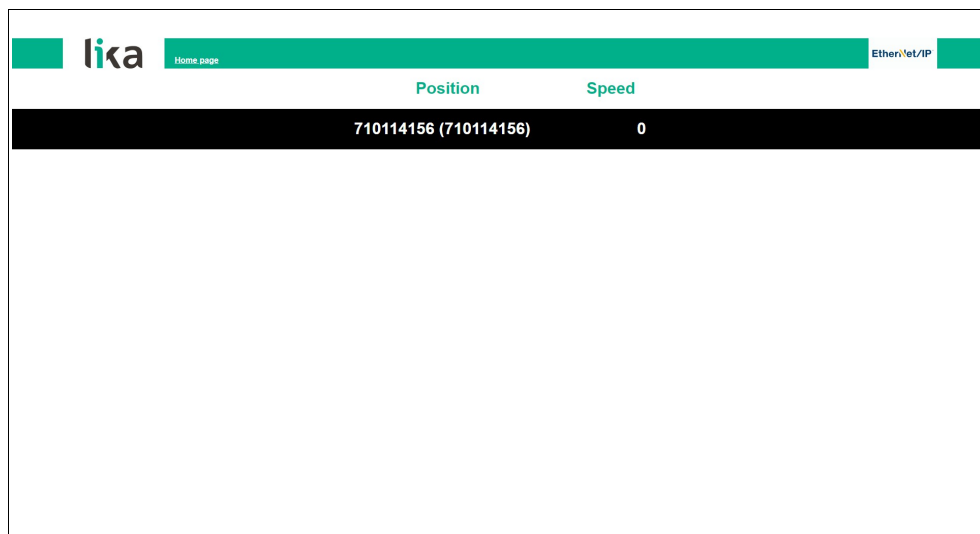 lika
Home page
EtherNet/IP
Position Speed
710114156 (710114156) 0